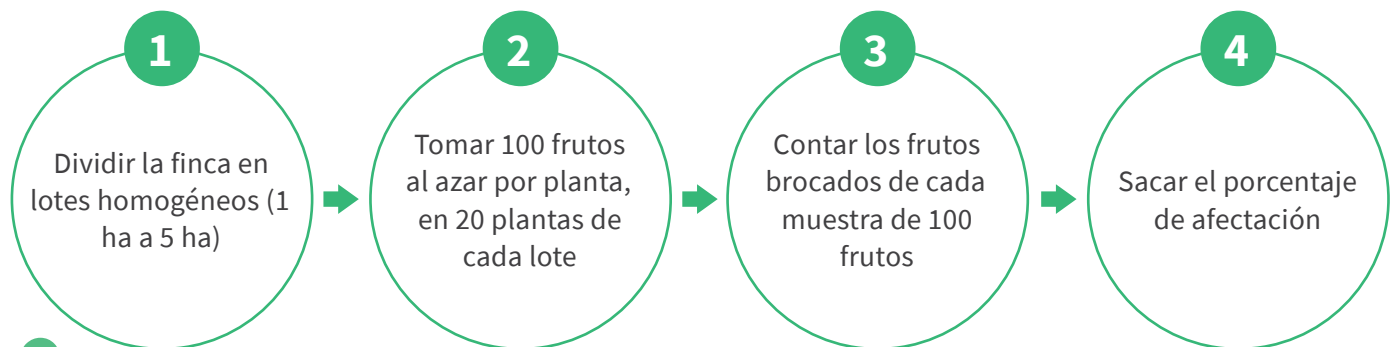 1
Dividir la finca en
lotes homogéneos (1
ha a 5 ha)
2
Tomar 100 frutos
al azar por planta,
en 20 plantas de
cada lote
3
Contar los frutos
brocados de cada
muestra de 100
frutos
4
Sacar el porcentaje
de afectación